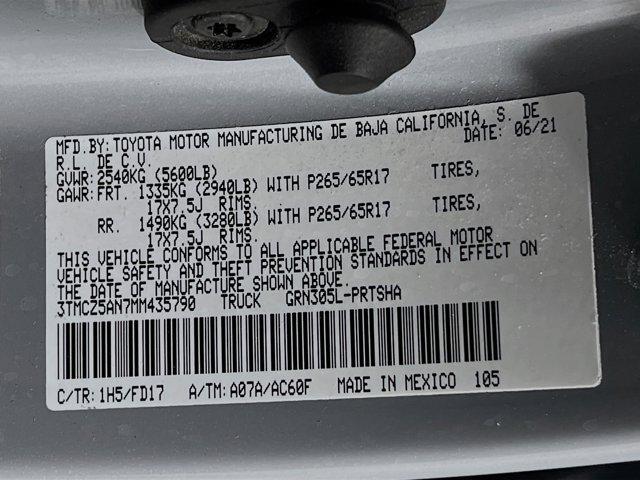 MFD.BY: TOYOTA MOTOR MANUFACTURING DE BAJA CALIFORNIA, S. DE
R.L. DE C.V. DATE: 06/21
GVWR: 2540KG (5600LB)
GAWR: FRT. 1335KG (2940LB) WITH P265/65R17 TIRES,
17X7.5J RIMS.
RR. 1490KG (3280LB) WITH P265/65R17 TIRES,
17X7.5J RIMS.
THIS VEHICLE CONFORMS TO ALL APPLICABLE FEDERAL MOTOR
VEHICLE SAFETY AND THEFT PREVENTION STANDARDS IN EFFECT ON
THE DATE OF MANUFACTURE SHOWN ABOVE.
3TMCZ5AN7MM435790 TRUCK GRN305L-PRTSHA
C/TR: 1H5/FD17 A/TM: A07A/AC60F MADE IN MEXICO 105